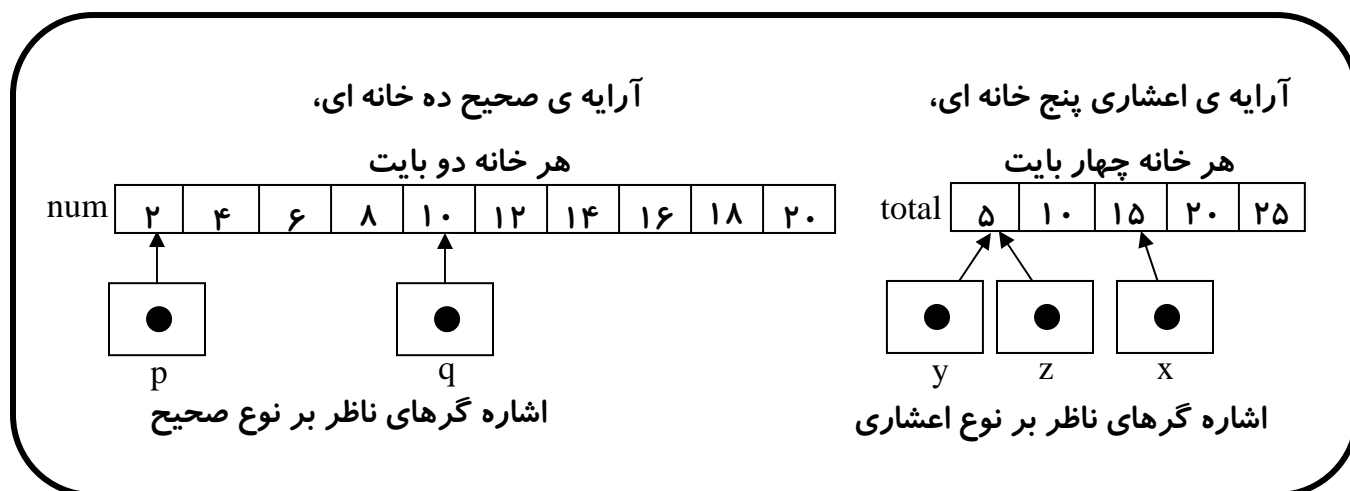 آرایه ی اعشاری پنج خانه ای،
هر خانه چهار بایت
total ۵ ۱۰ ۱۵ ۲۰ ۲۵
y z x
اشاره گرهای ناظر بر نوع اعشاری
آرایه ی صحیح ده خانه ای،
هر خانه دو بایت
num ۲ ۴ ۶ ۸ ۱۰ ۱۲ ۱۴ ۱۶ ۱۸ ۲۰
p q
اشاره گرهای ناظر بر نوع صحیح